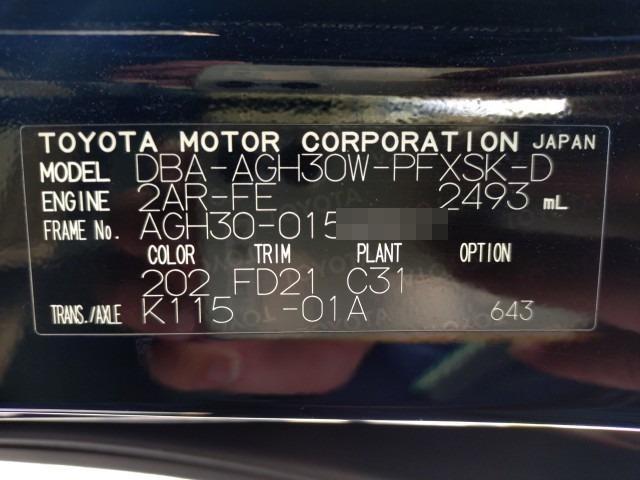 TOYOTA MOTOR CORPORATION JAPAN
MODEL DBA-AGH30W-PFXSK-D
ENGINE 2AR-FE 2493 mL
FRAME No. AGH30-015
COLOR TRIM PLANT OPTION
202 FD21 C31
TRANS./AXLE K115 -01A 643